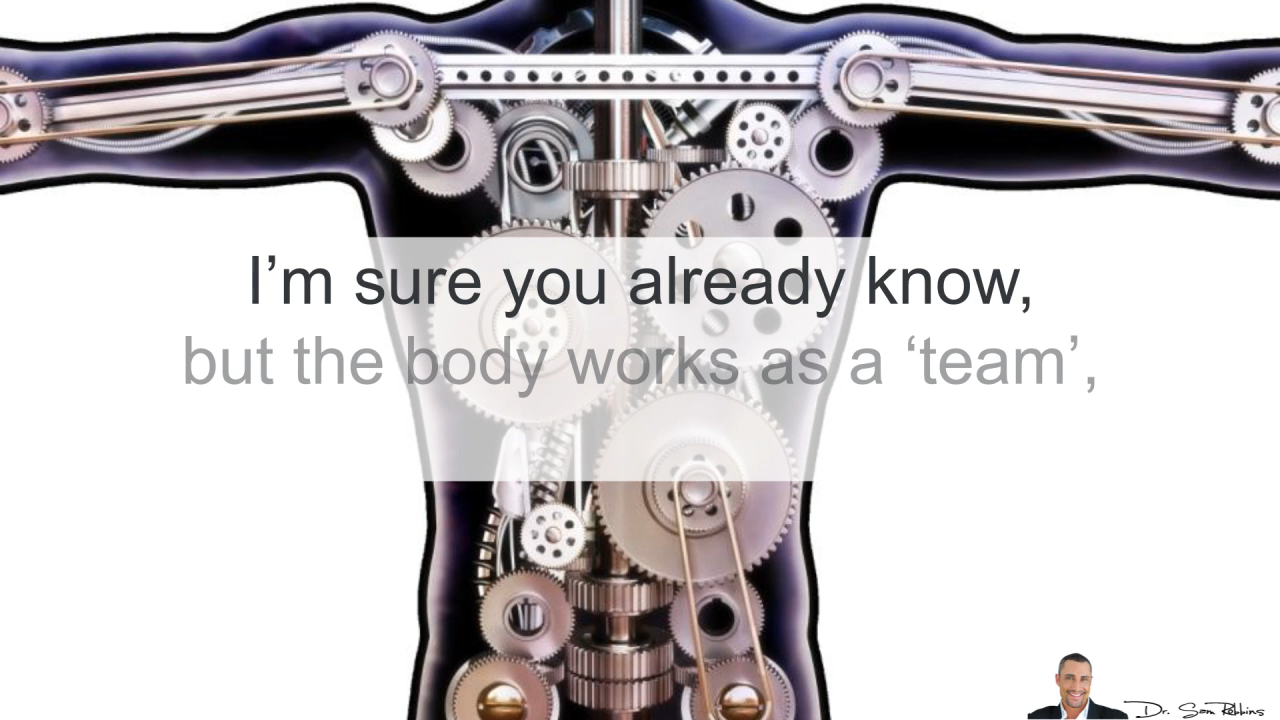 I’m sure you already know,
but the body works as a ‘team’,
Dr. Sam Robbins